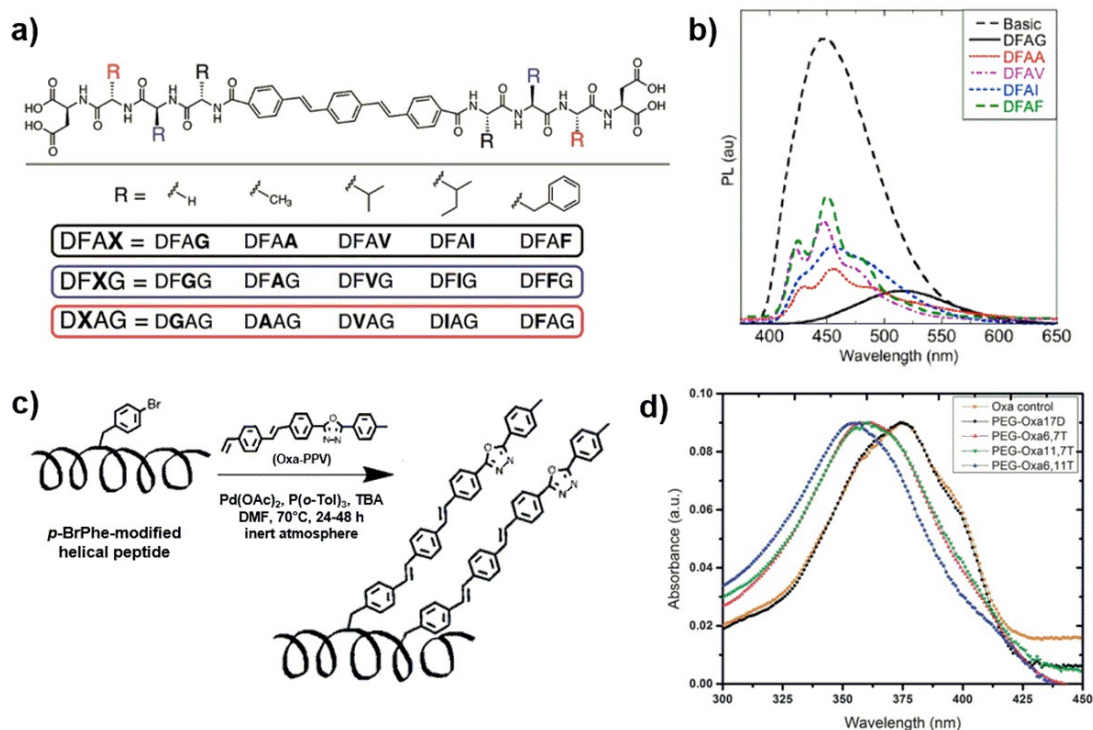 a)
O R O R O
HO OH HO O O R O R O
O R O R O
OH OH O
R = H CH₃
DFAX = DFAG DFAA DFAV DFAI DFAF
DFXG = DFGG DFAG DFVG DFIG DFFG
DXAG = DGAG DAAG DVAG DIAG DFAG
b)
PL (au)
Basic
DFAG
DFAA
DFAV
DFAI
DFAF
400 450 500 550 600 650
Wavelength (nm)
c)
Br
O
N-N
(Oxa-PPV)
Pd(OAc)₂, P(o-Tol)₃, TBA
DMF, 70°C, 24-48 h
inert atmosphere
p-BrPhe-modified
helical peptide
O
N
N
O
N
N
d)
Absorbance (a.u.)
0.10
0.08
0.06
0.04
0.02
0.00
Oxa control
PEG-Oxa17D
PEG-Oxa6,7T
PEG-Oxa11,7T
PEG-Oxa6,11T
300 325 350 375 400 425 450
Wavelength (nm)